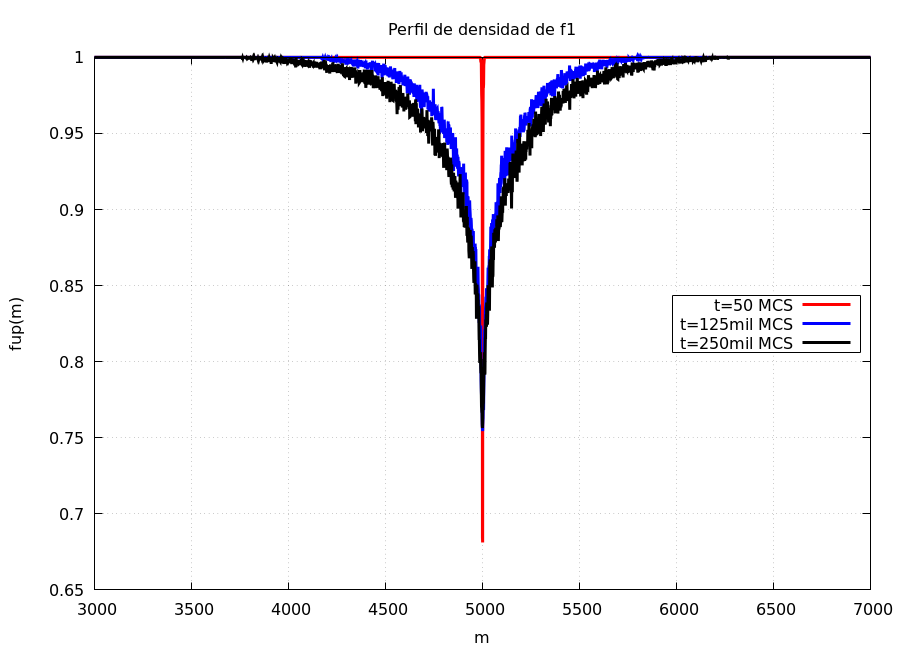 Perfil de densidad de f1
1
0.95
0.9
0.85
0.8
0.75
0.7
0.65
fup(m)
t=50 MCS
t=125mil MCS
t=250mil MCS
3000 3500 4000 4500 5000 5500 6000 6500 7000
m